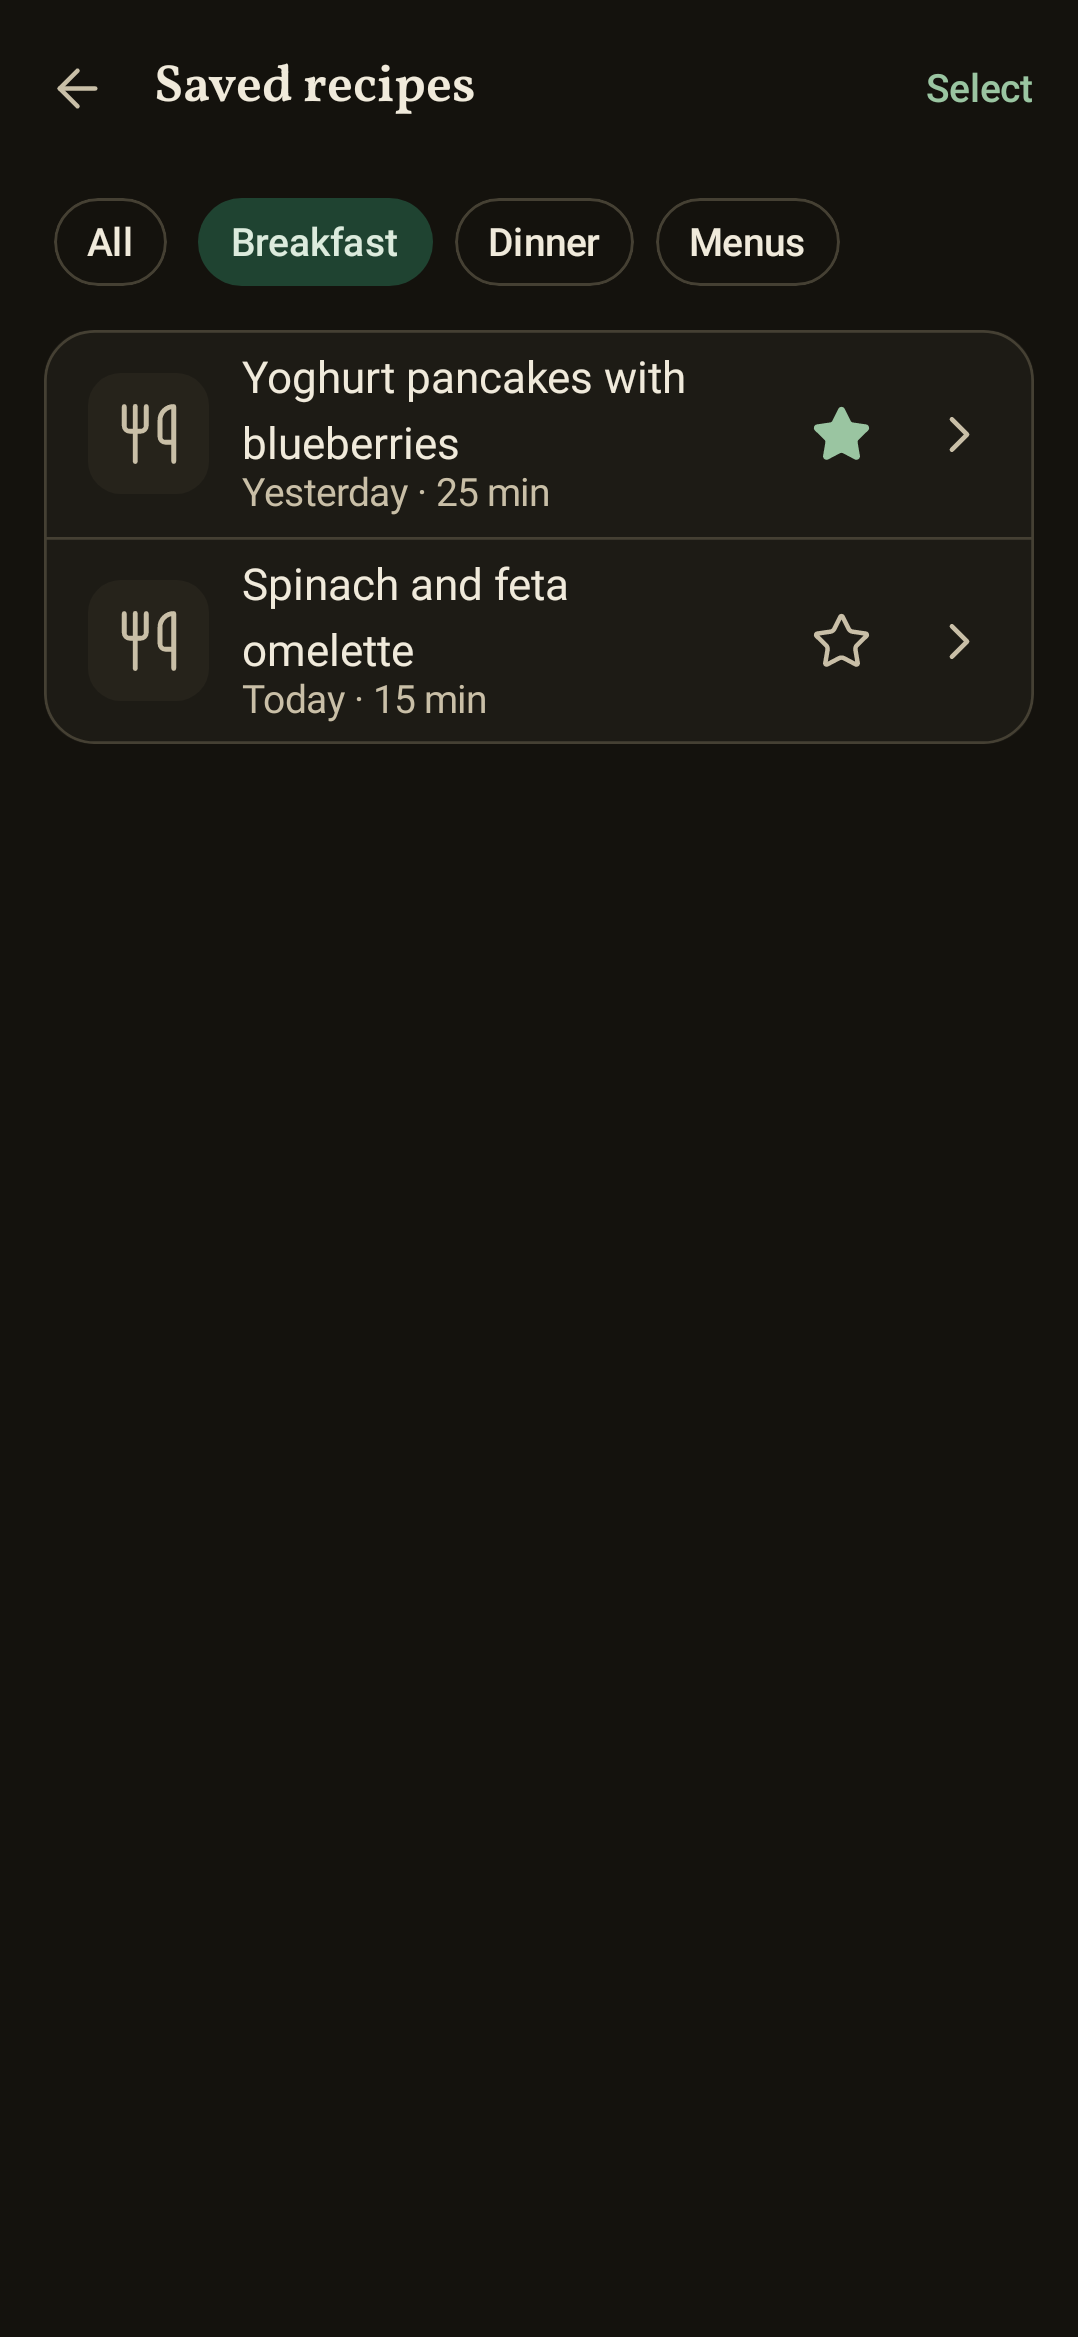 Saved recipes
Select
All
Breakfast
Dinner
Menus
Yoghurt pancakes with
blueberries
Yesterday · 25 min
Spinach and feta
omelette
Today · 15 min